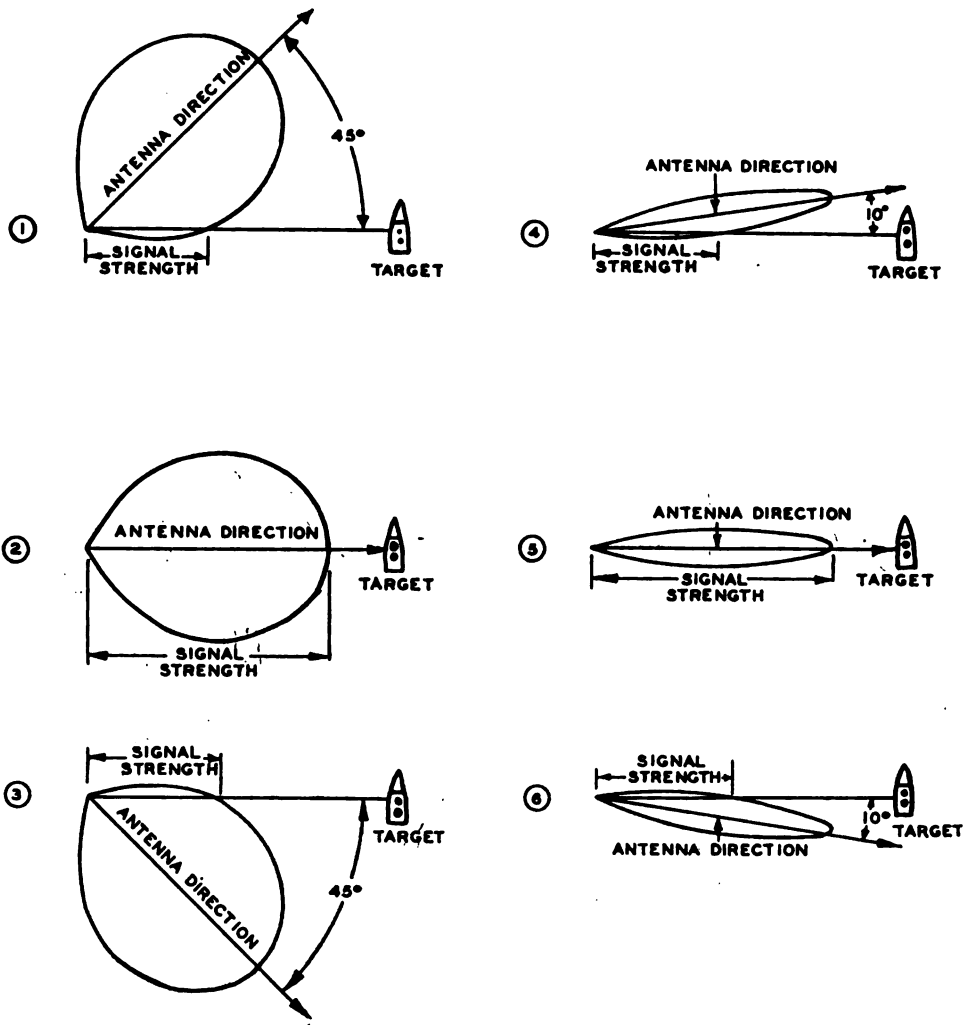 1
ANTENNA DIRECTION
45°
SIGNAL
STRENGTH
TARGET
2
ANTENNA DIRECTION
TARGET
SIGNAL
STRENGTH
3
SIGNAL
STRENGTH
TARGET
ANTENNA DIRECTION
45°
4
ANTENNA DIRECTION
10°
SIGNAL
STRENGTH
TARGET
5
ANTENNA DIRECTION
TARGET
SIGNAL
STRENGTH
6
SIGNAL
STRENGTH
10°
TARGET
ANTENNA DIRECTION